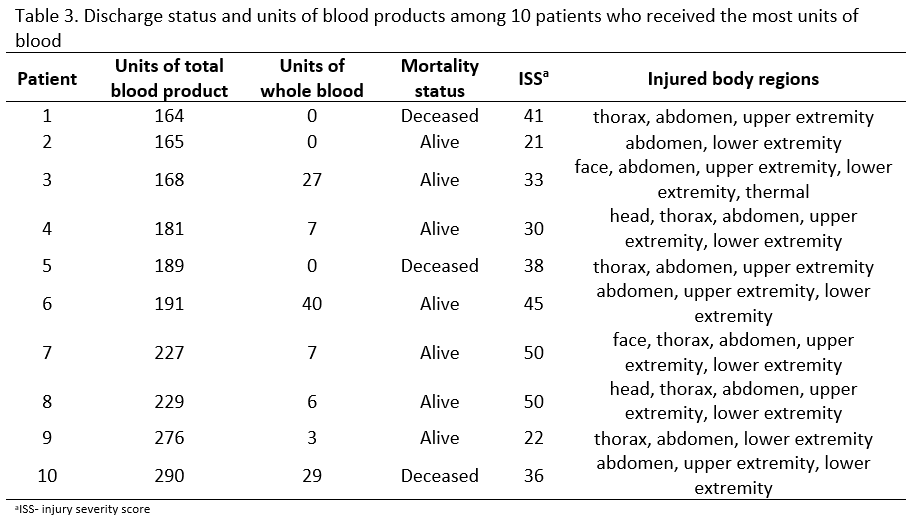 Table 3. Discharge status and units of blood products among 10 patients who received the most units of
blood
Patient Units of total blood product Units of whole blood Mortality status ISSa Injured body regions
1 164 0 Deceased 41 thorax, abdomen, upper extremity
2 165 0 Alive 21 abdomen, lower extremity
3 168 27 Alive 33 face, abdomen, upper extremity, lower
extremity, thermal
4 181 7 Alive 30 head, thorax, abdomen, upper
extremity, lower extremity
5 189 0 Deceased 38 thorax, abdomen, upper extremity
6 191 40 Alive 45 abdomen, upper extremity, lower
extremity
7 227 7 Alive 50 face, thorax, abdomen, upper
extremity, lower extremity
8 229 6 Alive 50 head, thorax, abdomen, upper
extremity, lower extremity
9 276 3 Alive 22 thorax, abdomen, lower extremity
10 290 29 Deceased 36 abdomen, upper extremity, lower
extremity
aISS- injury severity score